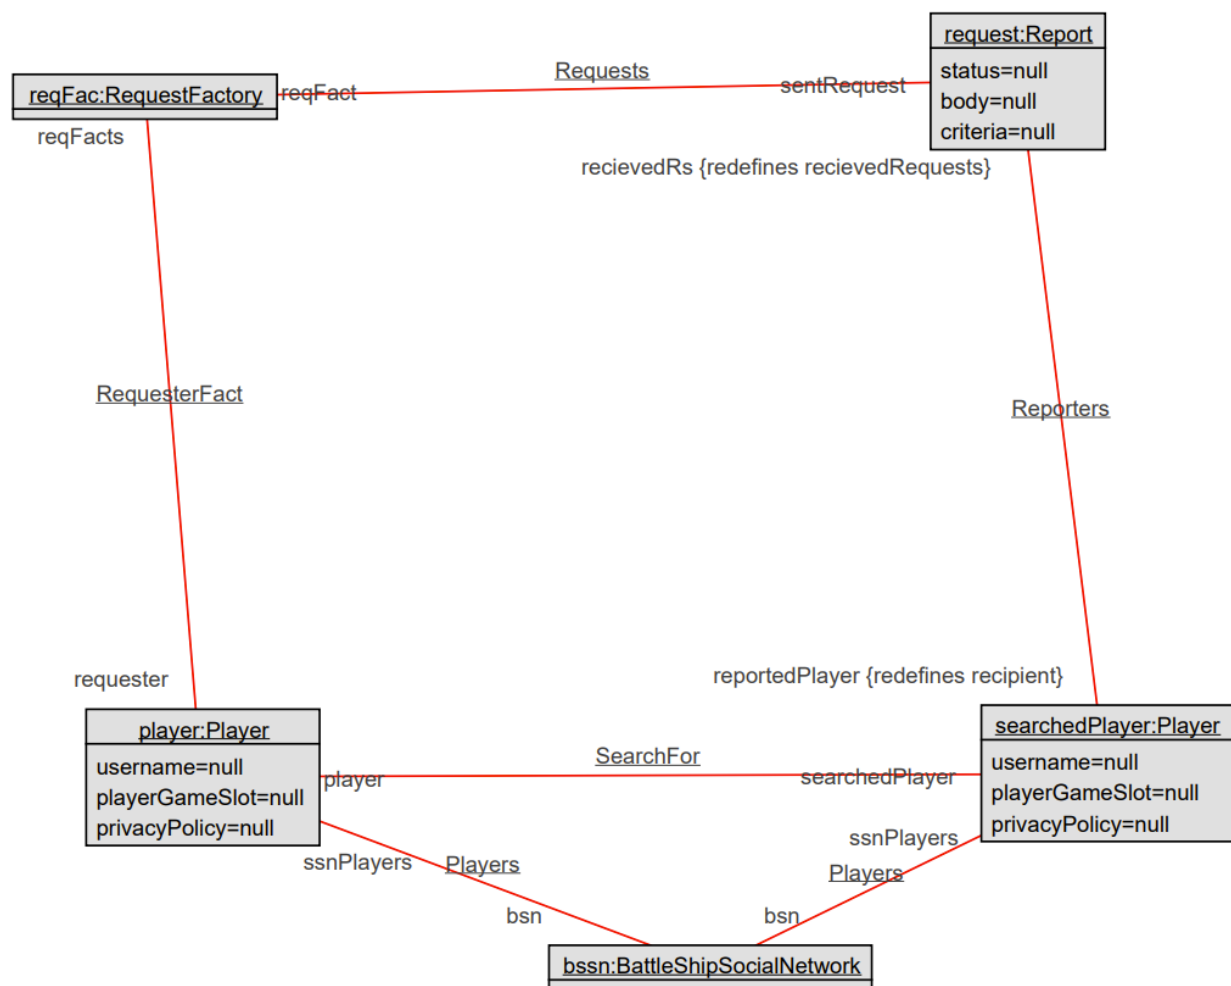 request:Report
status=null
body=null
criteria=null
Requests
reqFac:RequestFactory
reqFact
sentRequest
reqFacts
recievedRs {redefines recievedRequests}
RequesterFact
Reporters
requester
reportedPlayer {redefines recipient}
player:Player
username=null
playerGameSlot=null
privacyPolicy=null
SearchFor
player
searchedPlayer
searchedPlayer:Player
username=null
playerGameSlot=null
privacyPolicy=null
ssnPlayers
Players
bsn
ssnPlayers
Players
bsn
bssn:BattleShipSocialNetwork